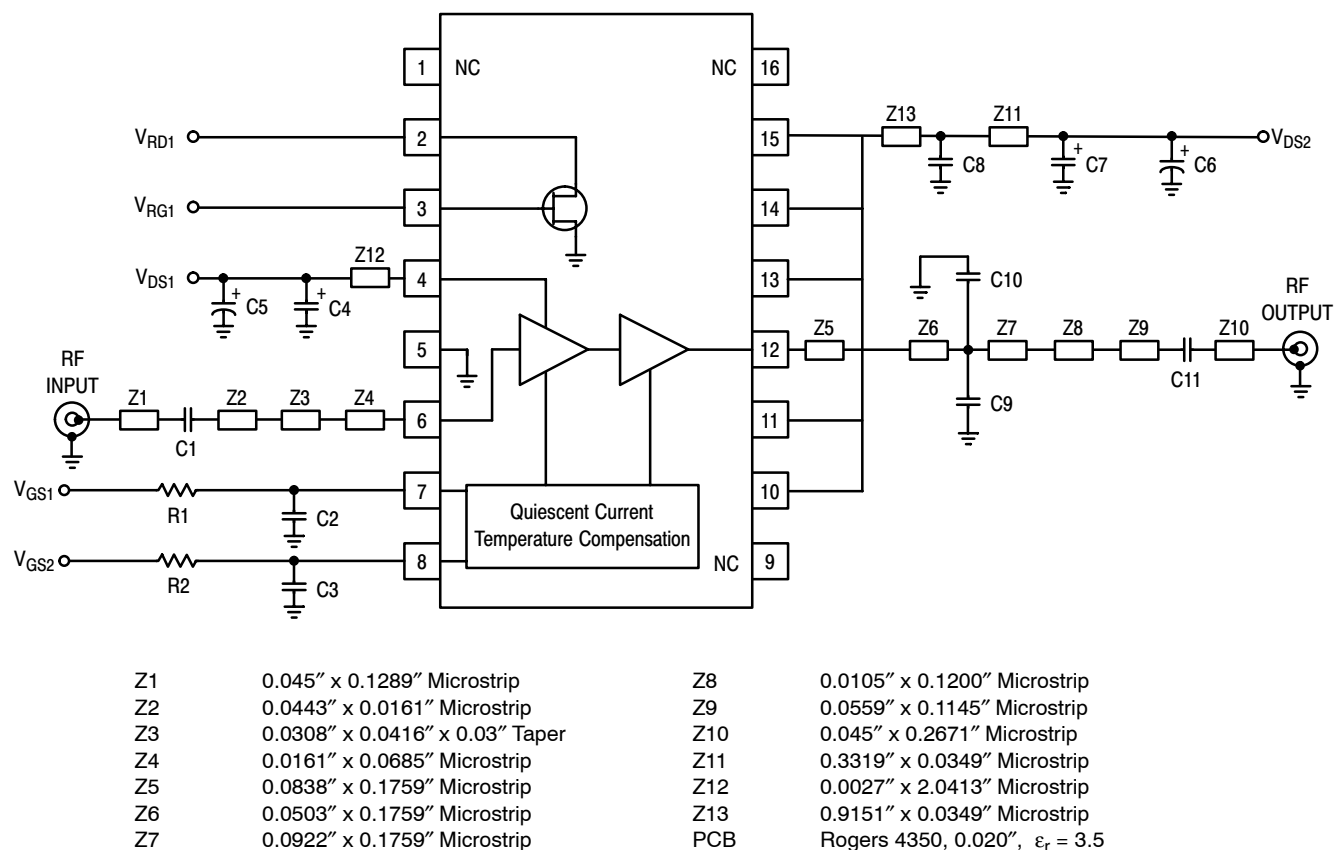 1 NC NC 16
V_RD1 2 15 Z13 Z11 V_DS2
C8 C7 + C6 +
V_RG1 3 14
V_DS1 Z12 4 13
C5 + C4 + C10
5 12 Z5 Z6 Z7 Z8 Z9 Z10
RF
OUTPUT
C11
RF
INPUT
Z1 Z2 Z3 Z4 6 11 C9
C1
V_GS1 7 10
R1 C2
Quiescent Current
Temperature Compensation
V_GS2 8 NC 9
R2 C3
Z1 0.045″ x 0.1289″ Microstrip Z8 0.0105″ x 0.1200″ Microstrip
Z2 0.0443″ x 0.0161″ Microstrip Z9 0.0559″ x 0.1145″ Microstrip
Z3 0.0308″ x 0.0416″ x 0.03″ Taper Z10 0.045″ x 0.2671″ Microstrip
Z4 0.0161″ x 0.0685″ Microstrip Z11 0.3319″ x 0.0349″ Microstrip
Z5 0.0838″ x 0.1759″ Microstrip Z12 0.0027″ x 2.0413″ Microstrip
Z6 0.0503″ x 0.1759″ Microstrip Z13 0.9151″ x 0.0349″ Microstrip
Z7 0.0922″ x 0.1759″ Microstrip PCB Rogers 4350, 0.020″, ε_r = 3.5